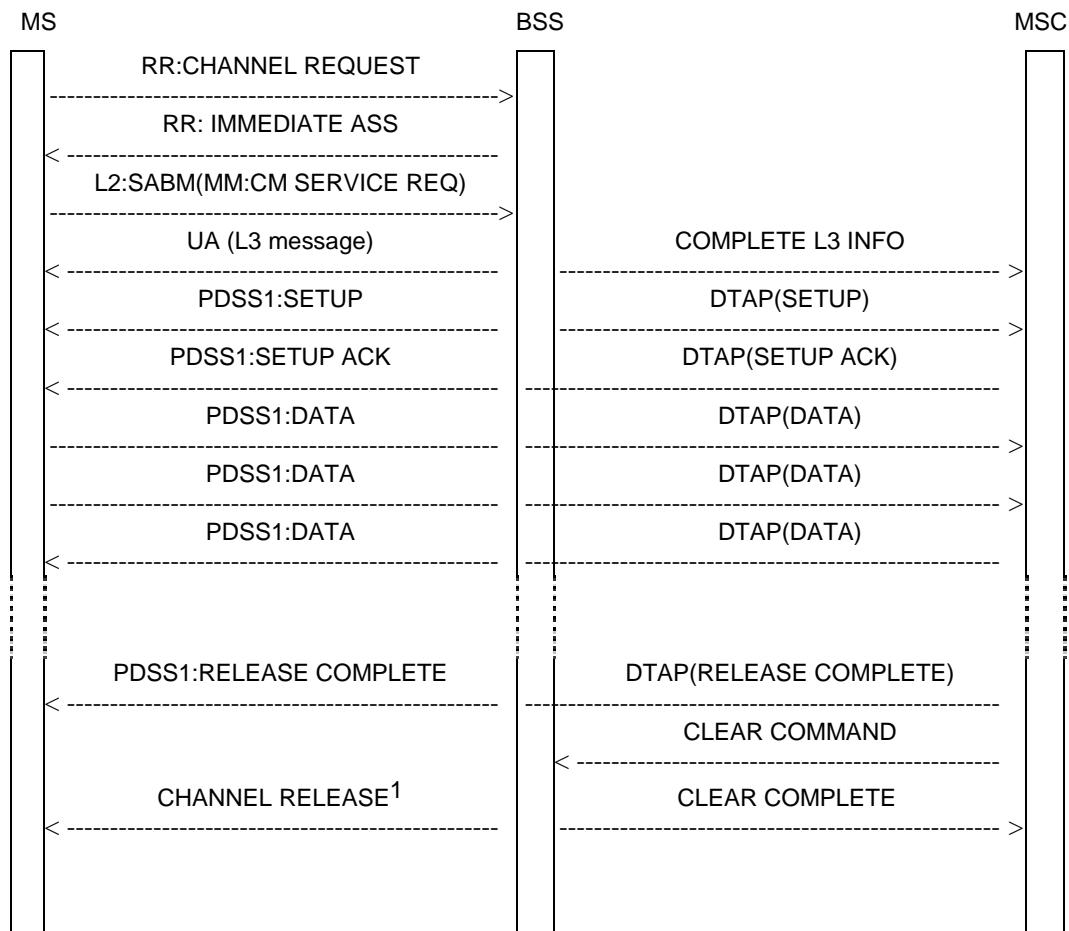 MS BSS MSC
RR:CHANNEL REQUEST
RR: IMMEDIATE ASS
L2:SABM(MM:CM SERVICE REQ)
UA (L3 message) COMPLETE L3 INFO
PDSS1:SETUP DTAP(SETUP)
PDSS1:SETUP ACK DTAP(SETUP ACK)
PDSS1:DATA DTAP(DATA)
PDSS1:DATA DTAP(DATA)
PDSS1:DATA DTAP(DATA)
PDSS1:RELEASE COMPLETE DTAP(RELEASE COMPLETE)
CLEAR COMMAND
CHANNEL RELEASE1 CLEAR COMPLETE